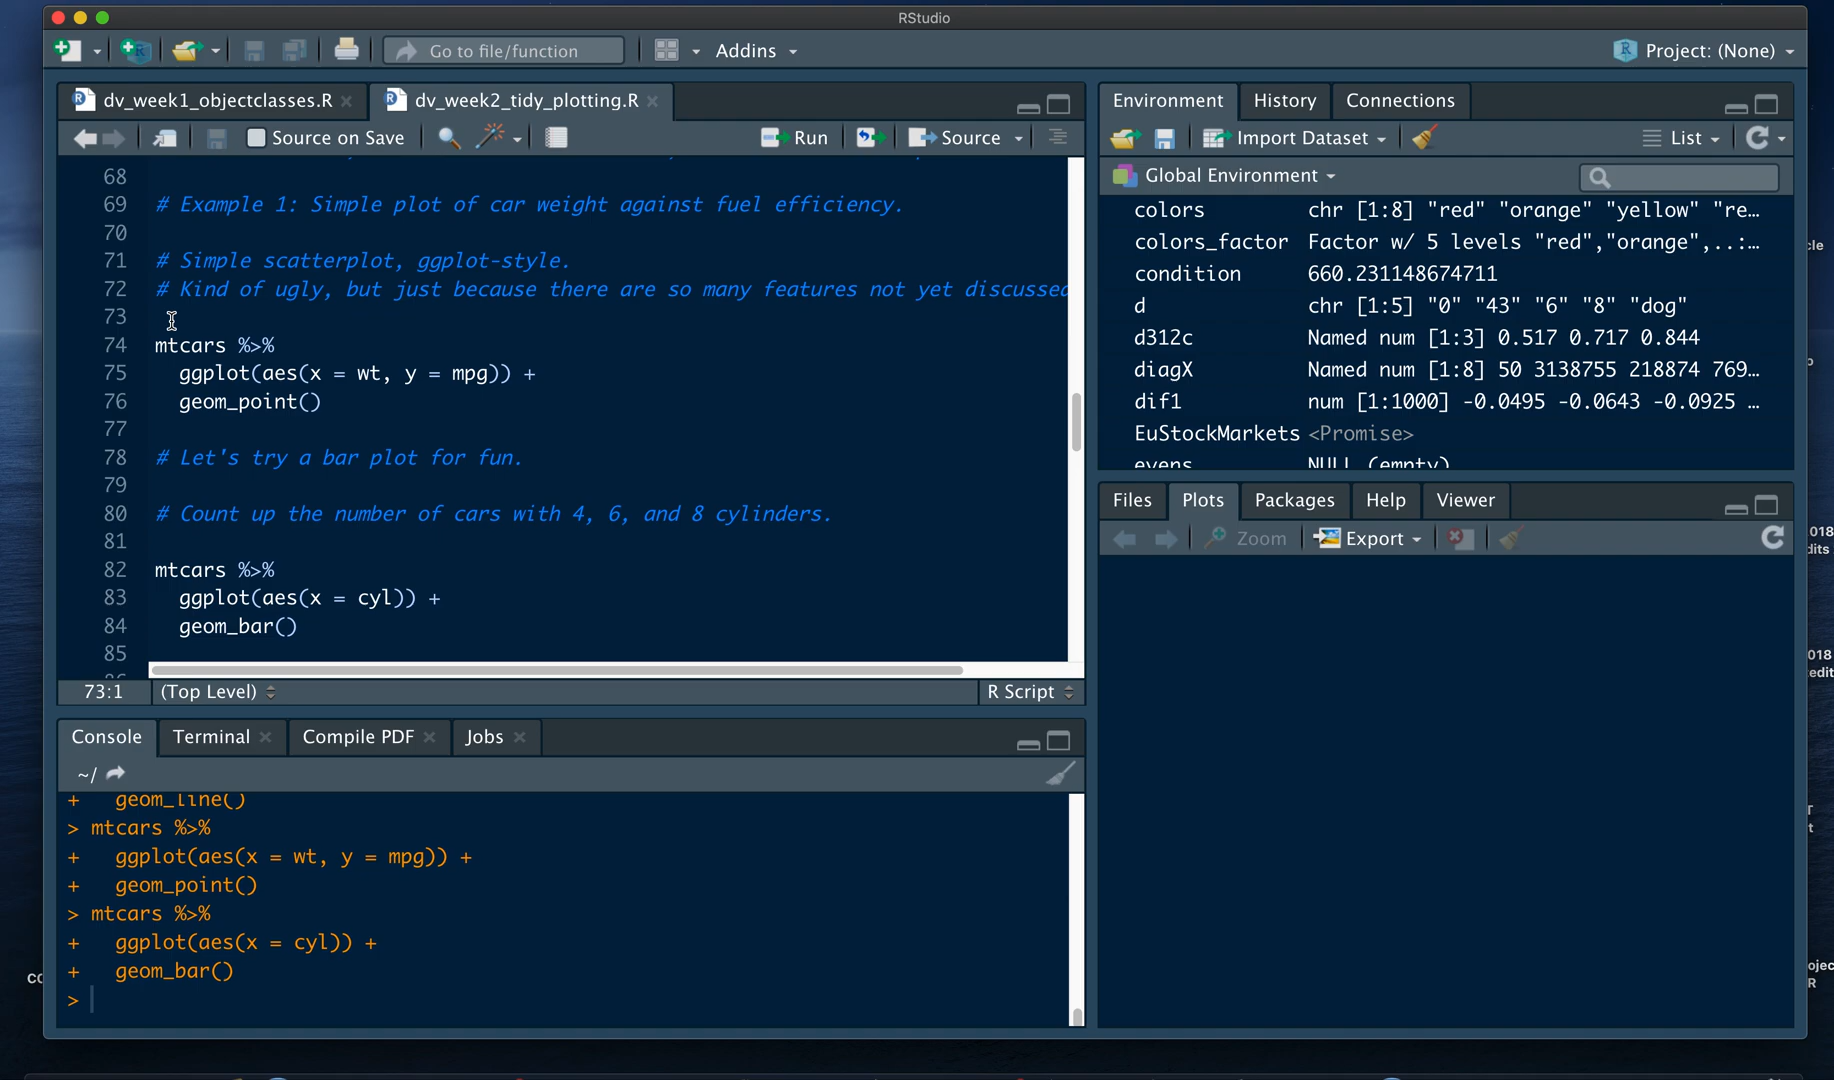 RStudio
Go to file/function
Addins
Project: (None)
dv_week1_objectclasses.R
dv_week2_tidy_plotting.R
Source on Save
Run
Source
68
69 # Example 1: Simple plot of car weight against fuel efficiency.
70
71 # Simple scatterplot, ggplot-style.
72 # Kind of ugly, but just because there are so many features not yet discussed
73
74 mtcars %>%
75 ggplot(aes(x = wt, y = mpg)) +
76 geom_point()
77
78 # Let's try a bar plot for fun.
79
80 # Count up the number of cars with 4, 6, and 8 cylinders.
81
82 mtcars %>%
83 ggplot(aes(x = cyl)) +
84 geom_bar()
85
73:1 (Top Level) R Script
Console Terminal Compile PDF Jobs
~/
+ geom_line()
> mtcars %>%
+ ggplot(aes(x = wt, y = mpg)) +
+ geom_point()
> mtcars %>%
+ ggplot(aes(x = cyl)) +
+ geom_bar()
>
Environment History Connections
Import Dataset List
Global Environment
colors chr [1:8] "red" "orange" "yellow" "re…
colors_factor Factor w/ 5 levels "red","orange",..:…
condition 660.231148674711
d chr [1:5] "0" "43" "6" "8" "dog"
d312c Named num [1:3] 0.517 0.717 0.844
diagX Named num [1:8] 50 3138755 218874 769…
dif1 num [1:1000] -0.0495 -0.0643 -0.0925 …
EuStockMarkets <Promise>
evens NULL (empty)
Files Plots Packages Help Viewer
Zoom Export